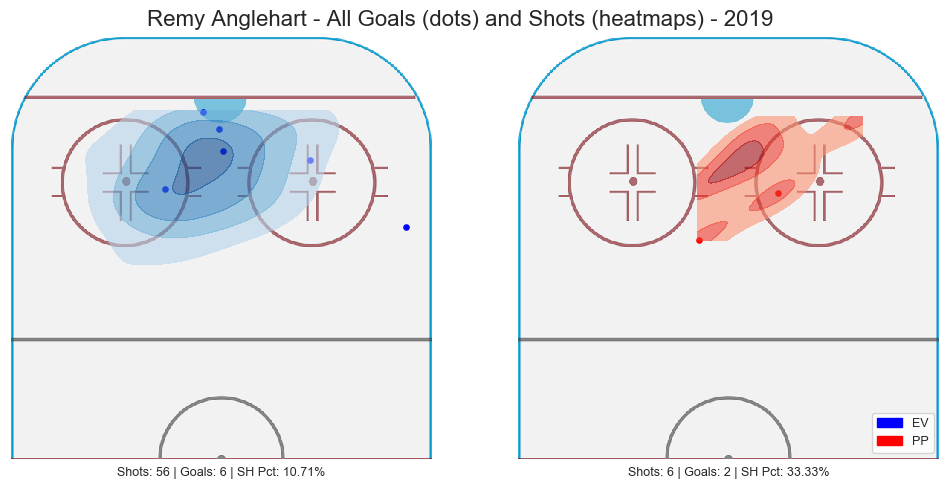 Remy Anglehart - All Goals (dots) and Shots (heatmaps) - 2019
EV
PP
Shots: 56 | Goals: 6 | SH Pct: 10.71%
Shots: 6 | Goals: 2 | SH Pct: 33.33%